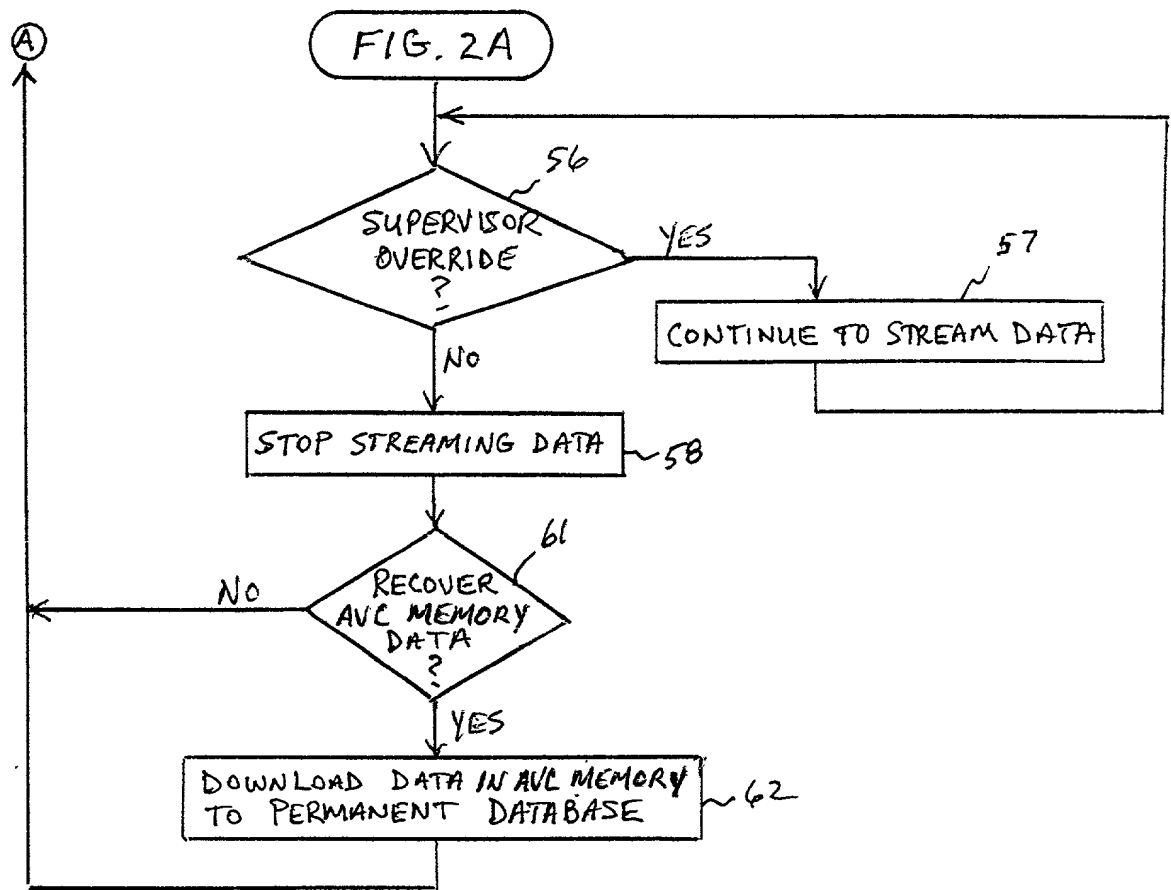 A
FIG. 2A
56
SUPERVISOR
OVERRIDE
?
YES
57
CONTINUE TO STREAM DATA
NO
STOP STREAMING DATA
58
61
RECOVER
AVC MEMORY
DATA
?
NO
YES
DOWNLOAD DATA IN AVC MEMORY
TO PERMANENT DATABASE
62